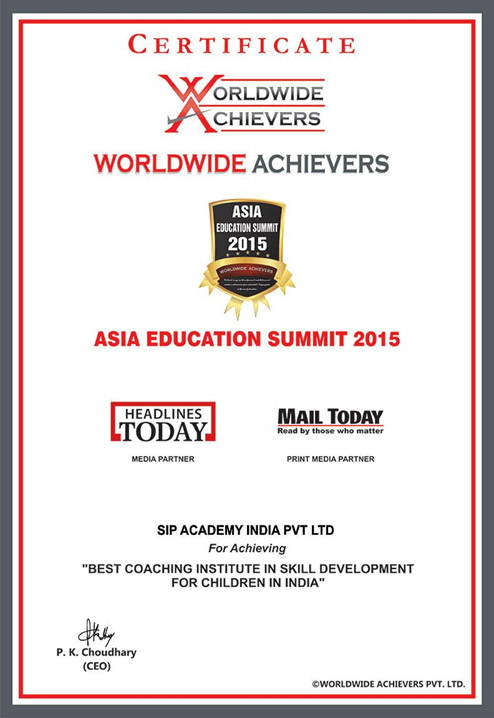 CERTIFICATE
WORLDWIDE
ACHIEVERS
WORLDWIDE ACHIEVERS
ASIA
EDUCATION SUMMIT
2015
WORLDWIDE ACHIEVERS
ASIA EDUCATION SUMMIT 2015
HEADLINES
TODAY
MEDIA PARTNER
MAIL TODAY
Read by those who matter
PRINT MEDIA PARTNER
SIP ACADEMY INDIA PVT LTD
For Achieving
"BEST COACHING INSTITUTE IN SKILL DEVELOPMENT
FOR CHILDREN IN INDIA"
P. K. Choudhary
(CEO)
©WORLDWIDE ACHIEVERS PVT. LTD.